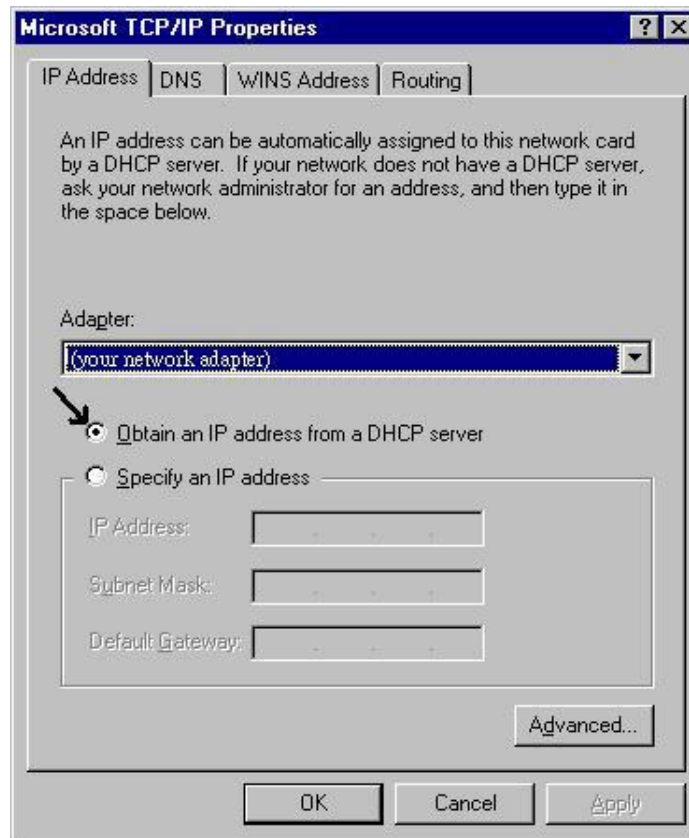 Microsoft TCP/IP Properties
IP Address DNS WINS Address Routing
An IP address can be automatically assigned to this network card
by a DHCP server. If your network does not have a DHCP server,
ask your network administrator for an address, and then type it in
the space below.
Adapter:
(your network adapter)
Obtain an IP address from a DHCP server
Specify an IP address
IP Address:
Subnet Mask:
Default Gateway:
Advanced...
OK Cancel Apply